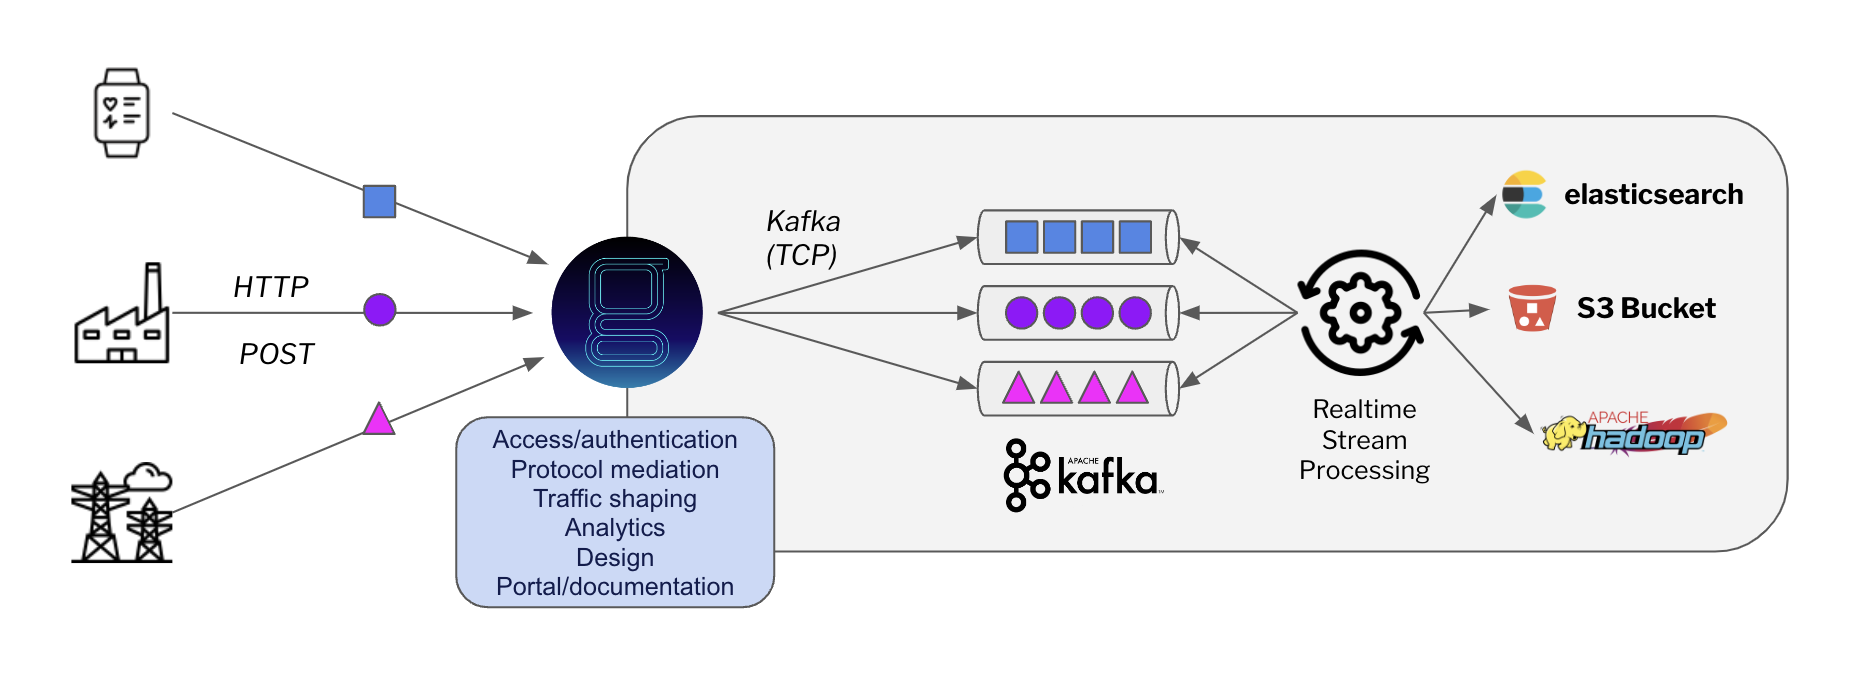 HTTP
POST
g
Access/authentication
Protocol mediation
Traffic shaping
Analytics
Design
Portal/documentation
Kafka
(TCP)
APACHE
kafka
Realtime
Stream
Processing
elasticsearch
S3 Bucket
APACHE
hadoop